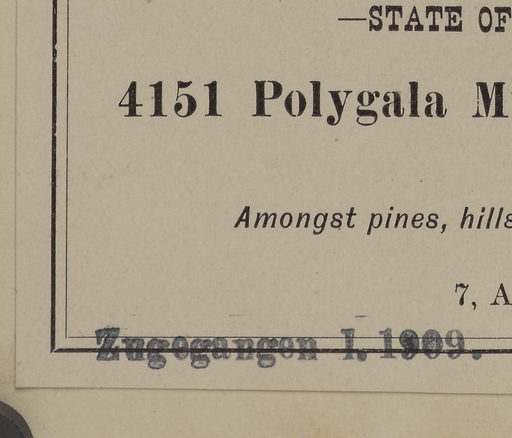 —STATE OF
4151 Polygala M
Amongst pines, hills
7, A
Zugegangen I. 1909.